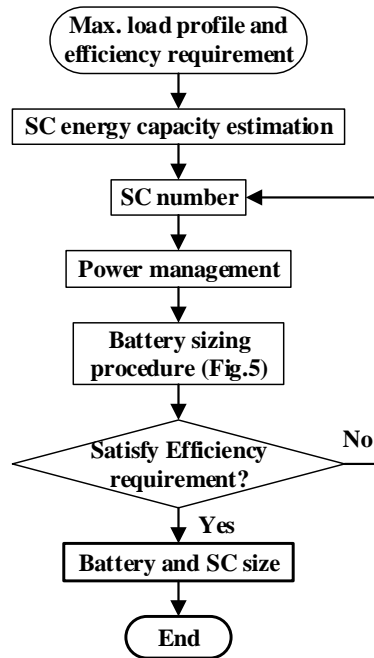 Max. load profile and
efficiency requirement
SC energy capacity estimation
SC number
Power management
Battery sizing
procedure (Fig.5)
Satisfy Efficiency
requirement?
No
Yes
Battery and SC size
End